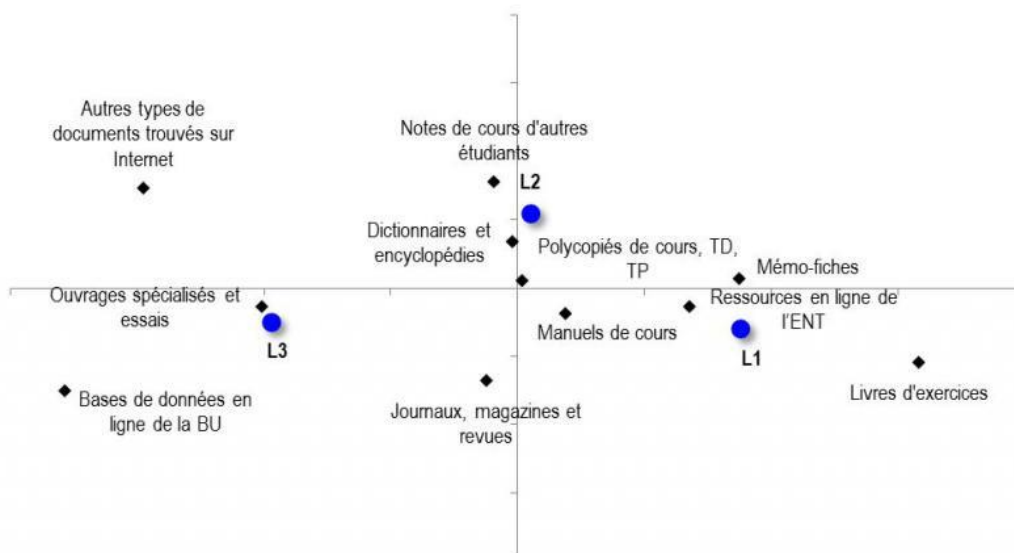 Autres types de
documents trouvés sur
Internet
Notes de cours d'autres
étudiants
L2
Dictionnaires et
encyclopédies
Polycopiés de cours, TD,
TP
Mémo-fiches
Ouvrages spécialisés et
essais
Ressources en ligne de
l'ENT
Manuels de cours
L3
L1
Bases de données en
ligne de la BU
Journaux, magazines et
revues
Livres d'exercices